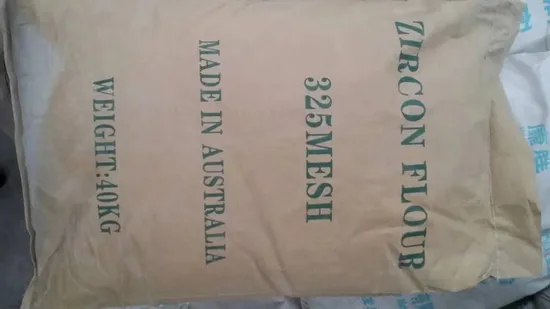 ZIRCON FLOUR
325MESH
MADE IN AUSTRALIA
WEIGHT:40KG